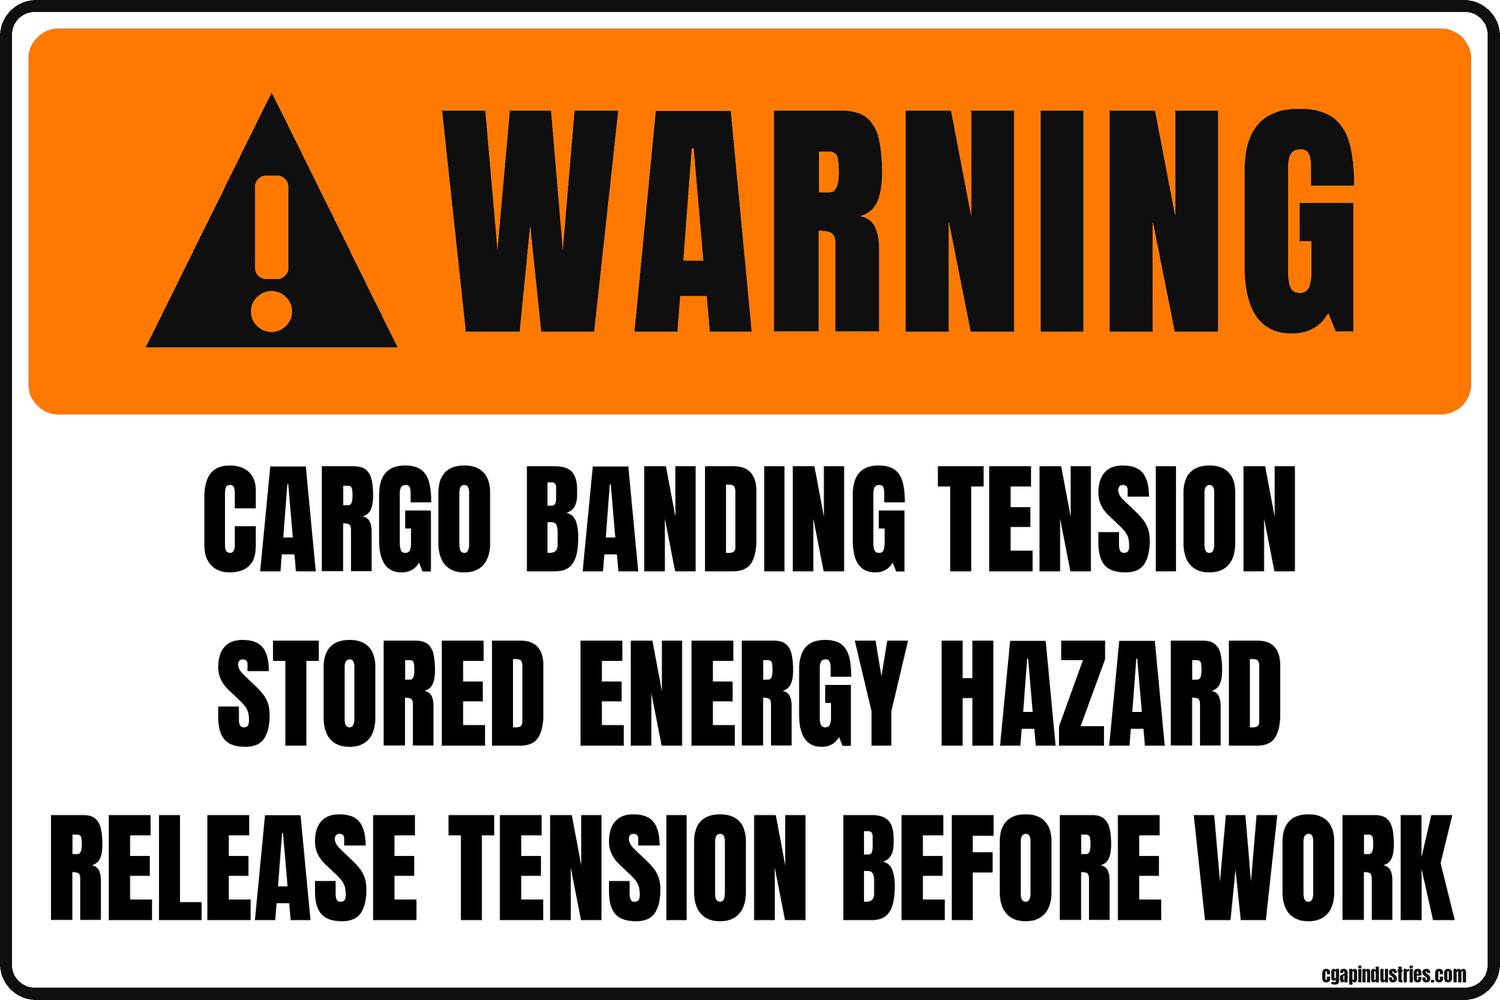 WARNING
CARGO BANDING TENSION
STORED ENERGY HAZARD
RELEASE TENSION BEFORE WORK
cgapindustries.com